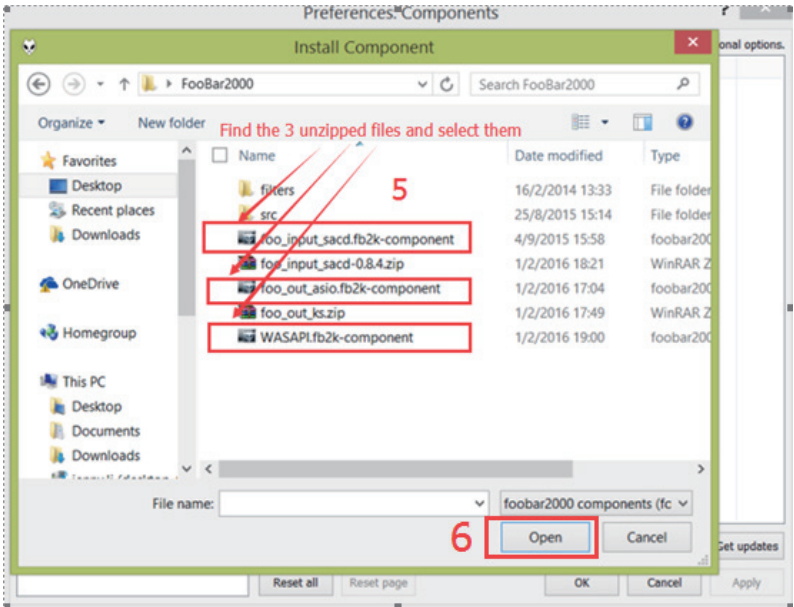 Preferences: Components
Install Component
onal options.
FooBar2000
Search FooBar2000
Organize
New folder
Find the 3 unzipped files and select them
Favorites
Desktop
Recent places
Downloads
OneDrive
Homegroup
This PC
Desktop
Documents
Downloads
Name
Date modified
Type
5
filters 16/2/2014 13:33 File folder
src 25/8/2015 15:14 File folder
foo_input_sacd.fb2k-component 4/9/2015 15:58 foobar200
foo_input_sacd-0.8.4.zip 1/2/2016 18:21 WinRAR Z
foo_out_asio.fb2k-component 1/2/2016 17:04 foobar200
foo_out_ks.zip 1/2/2016 17:49 WinRAR Z
WASAPI.fb2k-component 1/2/2016 19:00 foobar200
File name:
foobar2000 components (fc
6
Open
Cancel
Get updates
Reset all
Reset page
OK
Cancel
Apply